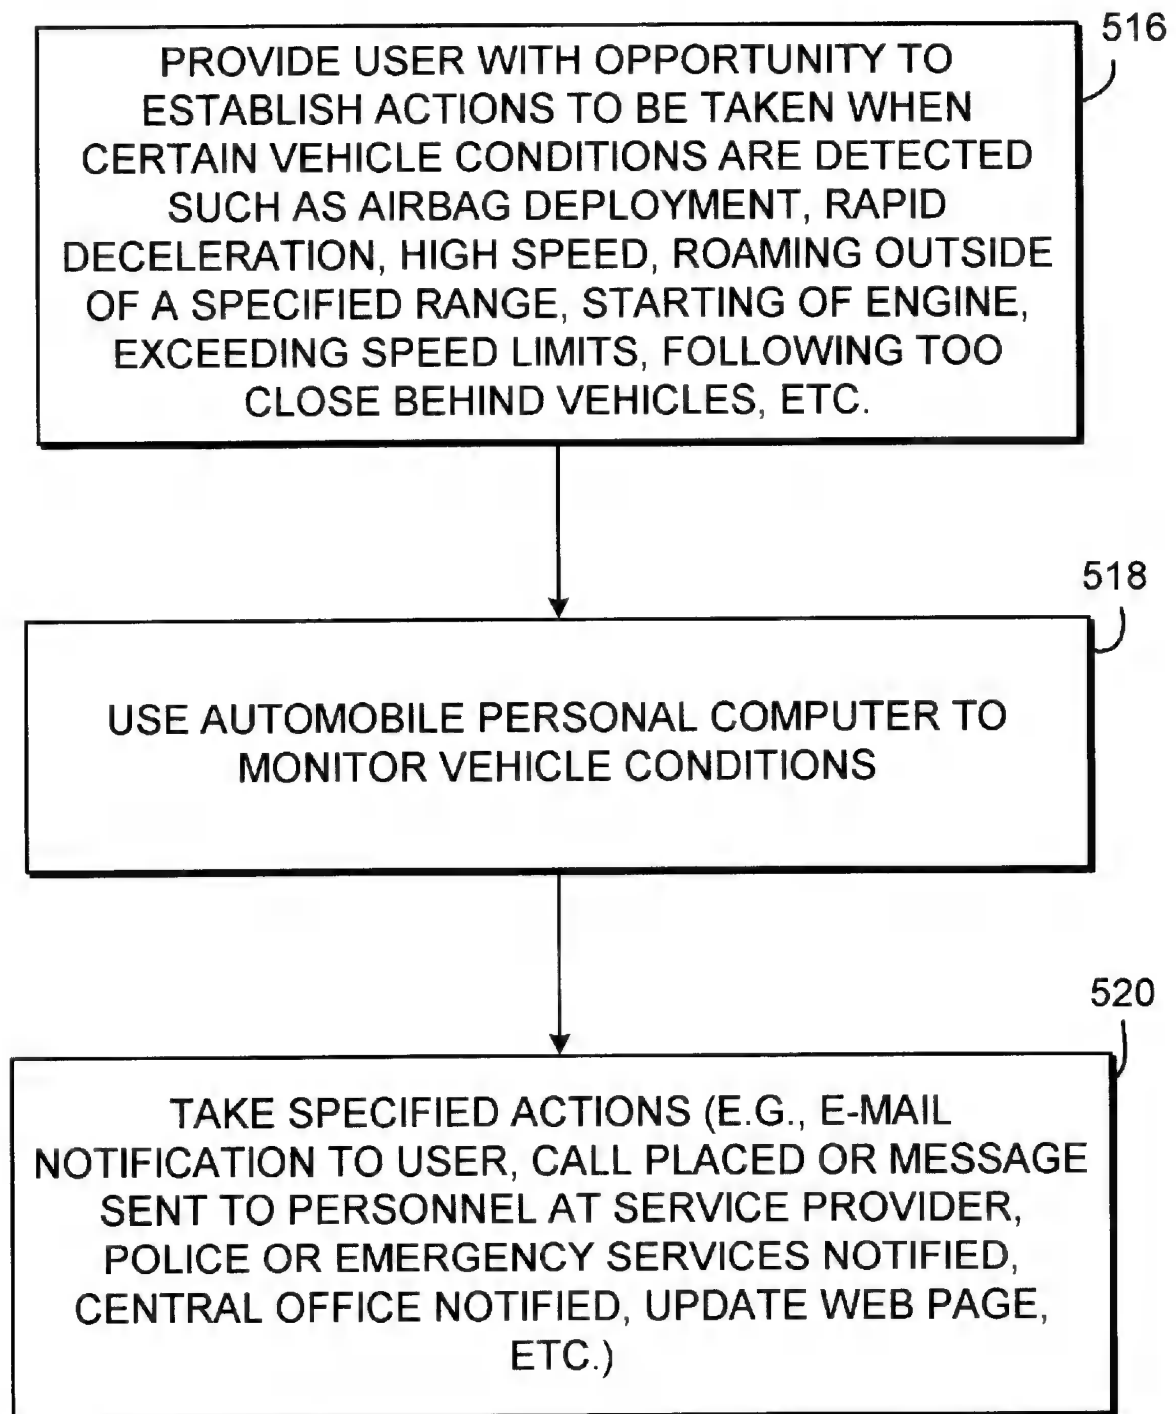 516
PROVIDE USER WITH OPPORTUNITY TO
ESTABLISH ACTIONS TO BE TAKEN WHEN
CERTAIN VEHICLE CONDITIONS ARE DETECTED
SUCH AS AIRBAG DEPLOYMENT, RAPID
DECELERATION, HIGH SPEED, ROAMING OUTSIDE
OF A SPECIFIED RANGE, STARTING OF ENGINE,
EXCEEDING SPEED LIMITS, FOLLOWING TOO
CLOSE BEHIND VEHICLES, ETC.
518
USE AUTOMOBILE PERSONAL COMPUTER TO
MONITOR VEHICLE CONDITIONS
520
TAKE SPECIFIED ACTIONS (E.G., E-MAIL
NOTIFICATION TO USER, CALL PLACED OR MESSAGE
SENT TO PERSONNEL AT SERVICE PROVIDER,
POLICE OR EMERGENCY SERVICES NOTIFIED,
CENTRAL OFFICE NOTIFIED, UPDATE WEB PAGE,
ETC.)